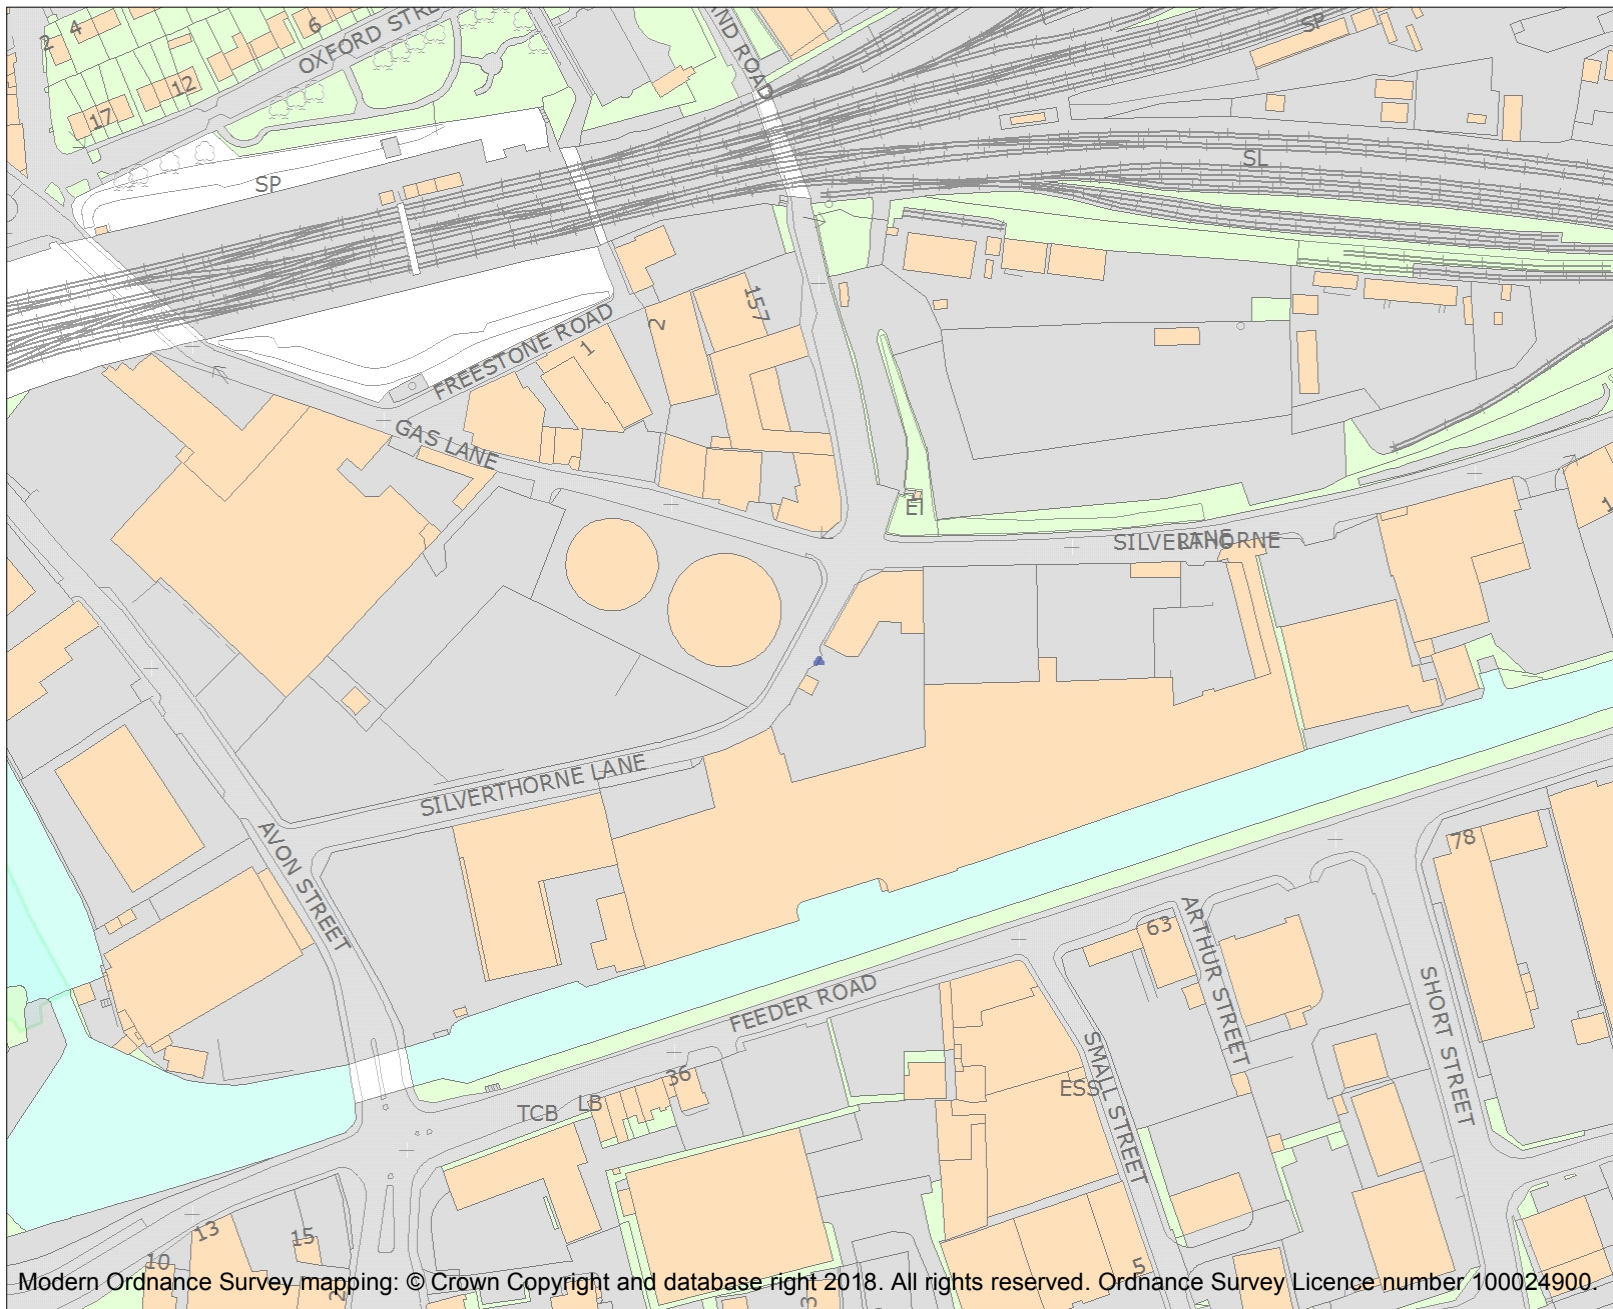 2
4
6
OXFORD STRE
12
17
ND ROAD
SP
SP
SL
157
2
1
FREESTONE ROAD
GAS LANE
El
SILVERTHORNE
LANE
SILVERTHORNE LANE
AVON STREET
78
63
ARTHUR STREET
SHORT STREET
FEEDER ROAD
SMALL STREET
ESS
36
LB
TCB
13
15
10
5
3
Modern Ordnance Survey mapping: © Crown Copyright and database right 2018. All rights reserved. Ordnance Survey Licence number 100024900.